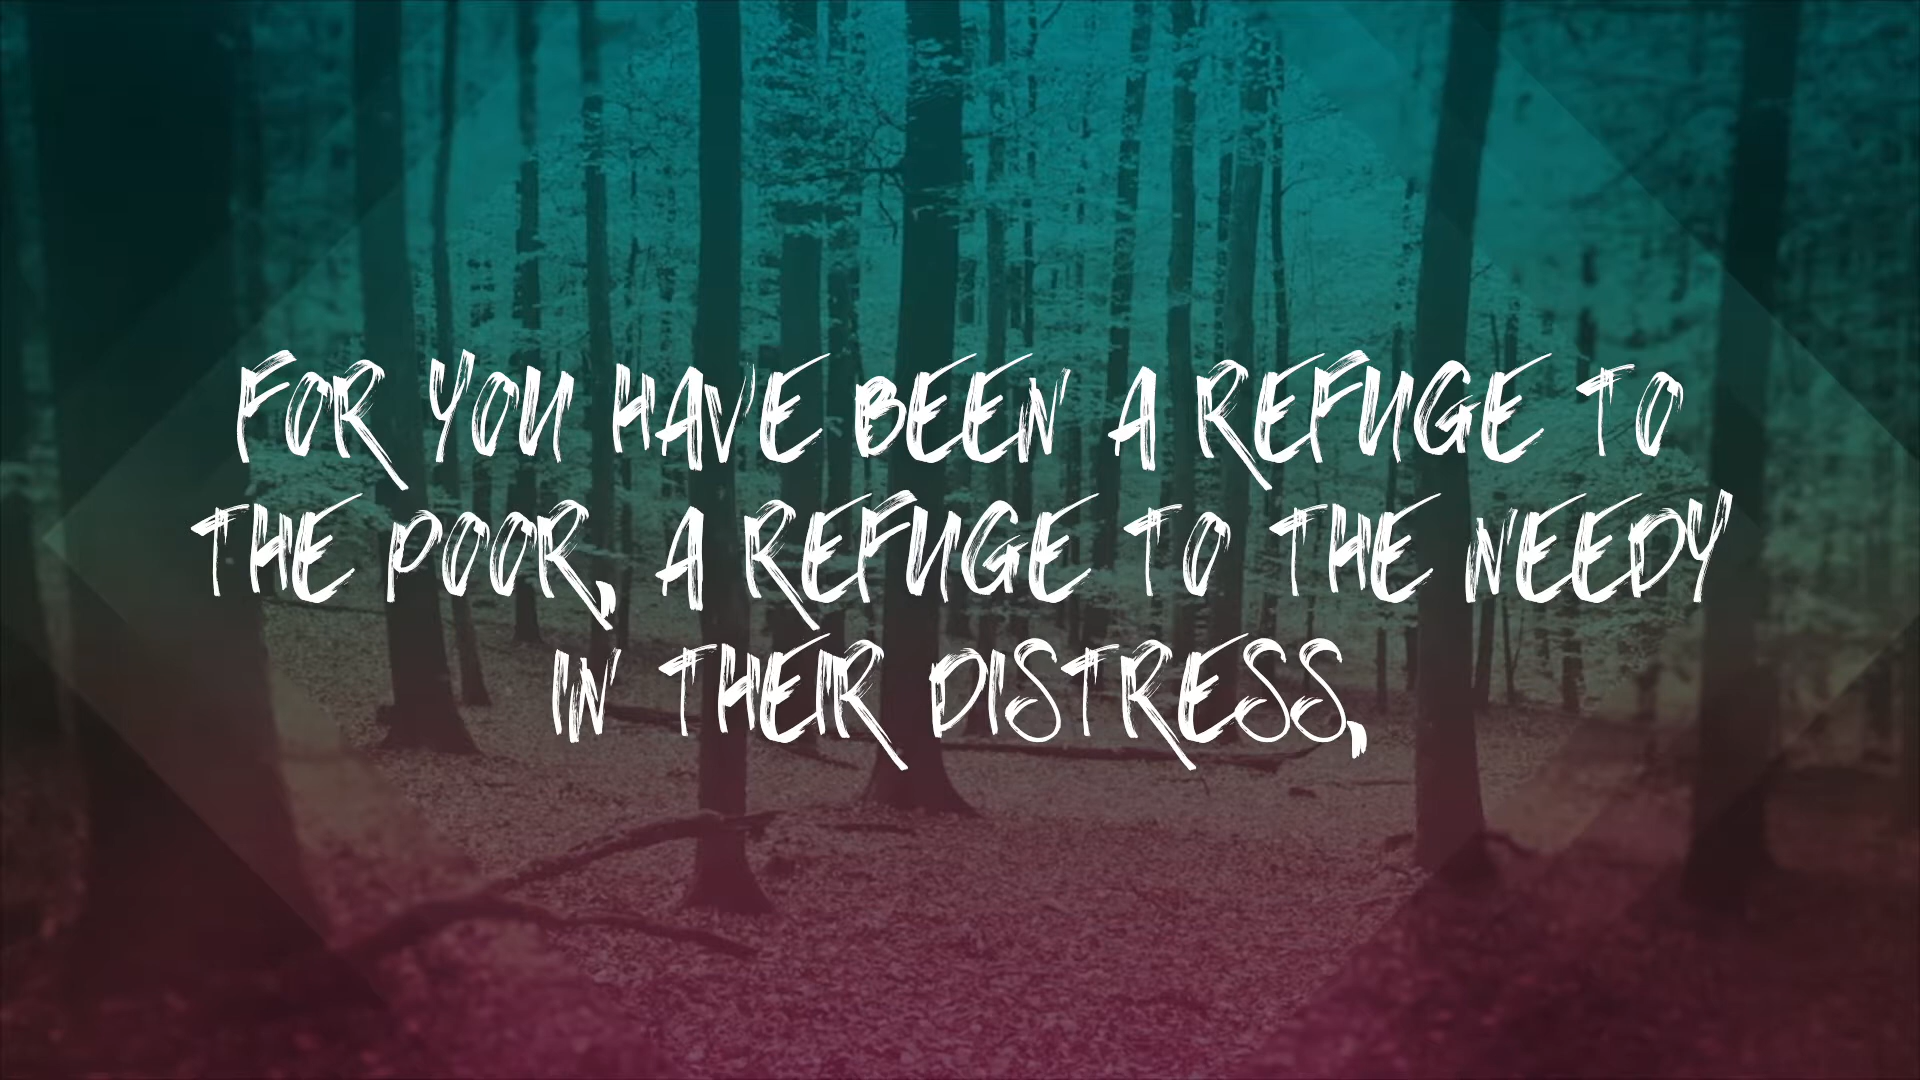 FOR YOU HAVE BEEN A REFUGE TO
THE POOR, A REFUGE TO THE NEEDY
IN THEIR DISTRESS,